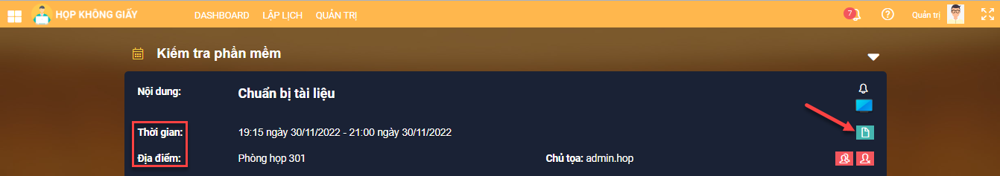 HỌP KHÔNG GIẤY DASHBOARD LẬP LỊCH QUẢN TRỊ 7 Quản trị
Kiểm tra phần mềm
Nội dung: Chuẩn bị tài liệu
Thời gian: 19:15 ngày 30/11/2022 - 21:00 ngày 30/11/2022
Địa điểm: Phòng họp 301 Chủ tọa: admin.hop